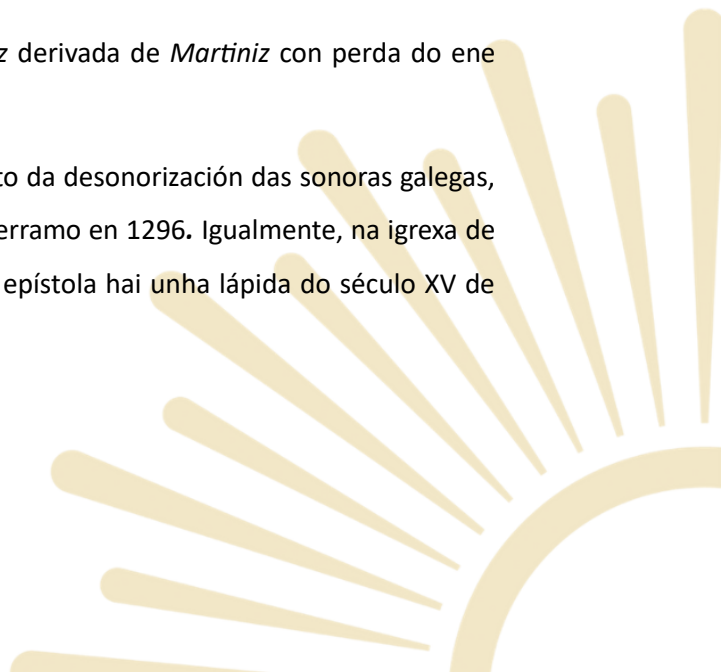 z derivada de Martiniz con perda do ene
to da desonorización das sonoras galegas,
erramo en 1296. Igualmente, na igrexa de
epístola hai unha lápida do século XV de